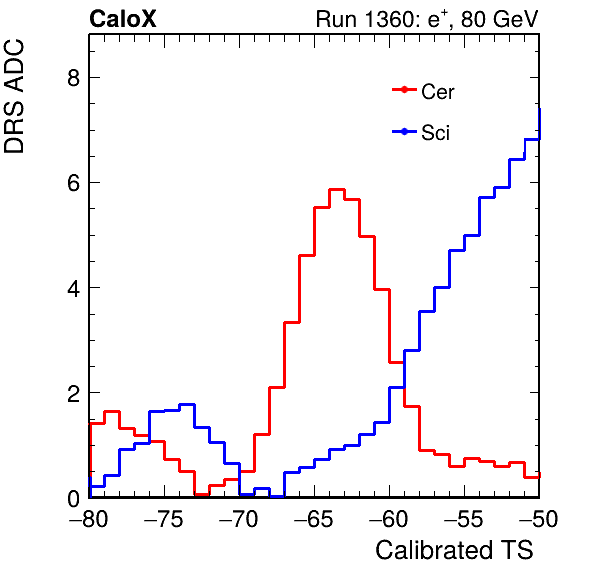 CaloX Run 1360: e⁺, 80 GeV
DRS ADC
8
6
4
2
0
Cer
Sci
−80 −75 −70 −65 −60 −55 −50
Calibrated TS